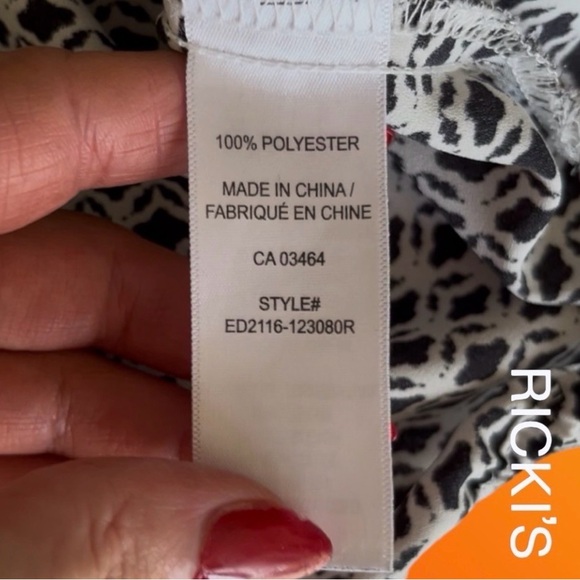 100% POLYESTER
MADE IN CHINA /
FABRIQUÉ EN CHINE
CA 03464
STYLE#
ED2116-123080R
RICKI'S